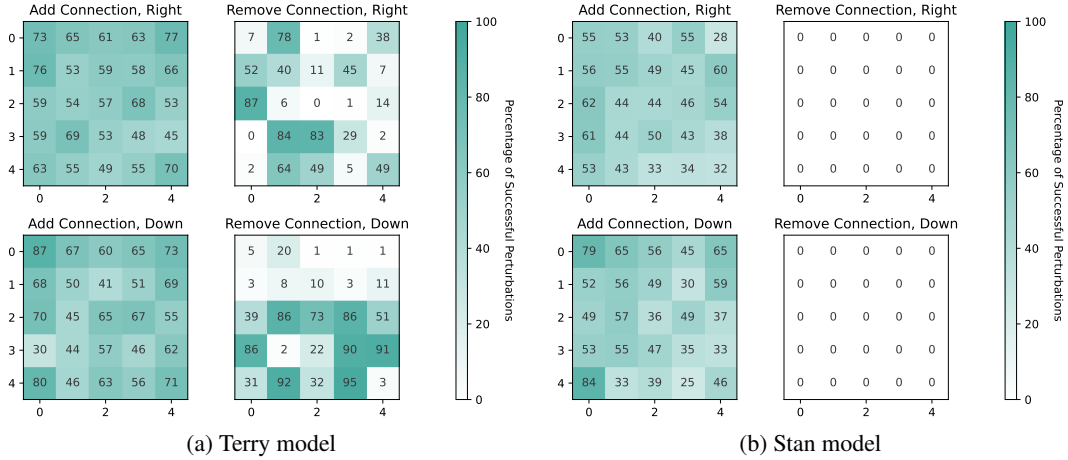 Add Connection, Right
0 73 65 61 63 77
1 76 53 59 58 66
2 59 54 57 68 53
3 59 69 53 48 45
4 63 55 49 55 70
0 2 4
Remove Connection, Right
7 78 1 2 38
52 40 11 45 7
87 6 0 1 14
0 84 83 29 2
2 64 49 5 49
0 2 4
Add Connection, Down
0 87 67 60 65 73
1 68 50 41 51 69
2 70 45 65 67 55
3 30 44 57 46 62
4 80 46 63 56 71
0 2 4
Remove Connection, Down
5 20 1 1 1
3 8 10 3 11
39 86 73 86 51
86 2 22 90 91
31 92 32 95 3
0 2 4
100
80
60
40
20
0
Percentage of Successful Perturbations
(a) Terry model
Add Connection, Right
0 55 53 40 55 28
1 56 55 49 45 60
2 62 44 44 46 54
3 61 44 50 43 38
4 53 43 33 34 32
0 2 4
Remove Connection, Right
0 0 0 0 0
0 0 0 0 0
0 0 0 0 0
0 0 0 0 0
0 0 0 0 0
0 2 4
Add Connection, Down
0 79 65 56 45 65
1 52 56 49 30 59
2 49 57 36 49 37
3 53 55 47 35 33
4 84 33 39 25 46
0 2 4
Remove Connection, Down
0 0 0 0 0
0 0 0 0 0
0 0 0 0 0
0 0 0 0 0
0 0 0 0 0
0 2 4
100
80
60
40
20
0
Percentage of Successful Perturbations
(b) Stan model